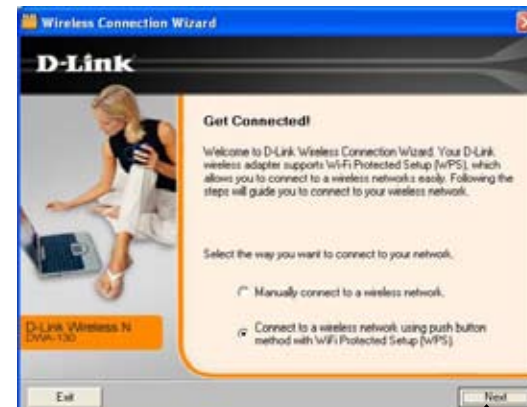 Wireless Connection Wizard
D-Link
Get Connected!
Welcome to D-Link Wireless Connection Wizard. Your D-Link
wireless adapter supports Wi-Fi Protected Setup (WPS), which
allows you to connect to a wireless networks easily. Following the
steps will guide you to connect to your wireless network.
Select the way you want to connect to your network.
Manually connect to a wireless network.
Connect to a wireless network using push button
method with WiFi Protected Setup (WPS).
D-Link Wireless N
DWA-130
Exit
Next